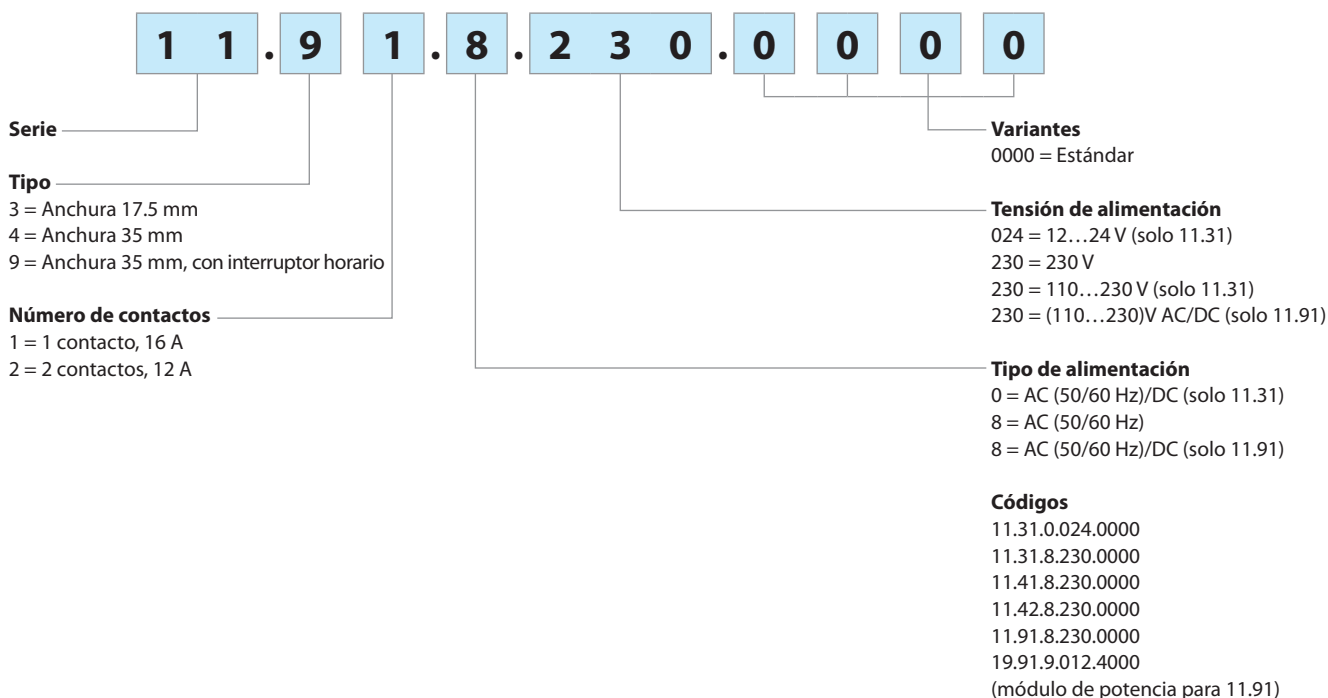 1 1 . 9 1 . 8 . 2 3 0 . 0 0 0 0
Serie
Tipo
3 = Anchura 17.5 mm
4 = Anchura 35 mm
9 = Anchura 35 mm, con interruptor horario
Número de contactos
1 = 1 contacto, 16 A
2 = 2 contactos, 12 A
Variantes
0000 = Estándar
Tensión de alimentación
024 = 12…24 V (solo 11.31)
230 = 230 V
230 = 110…230 V (solo 11.31)
230 = (110…230)V AC/DC (solo 11.91)
Tipo de alimentación
0 = AC (50/60 Hz)/DC (solo 11.31)
8 = AC (50/60 Hz)
8 = AC (50/60 Hz)/DC (solo 11.91)
Códigos
11.31.0.024.0000
11.31.8.230.0000
11.41.8.230.0000
11.42.8.230.0000
11.91.8.230.0000
19.91.9.012.4000
(módulo de potencia para 11.91)